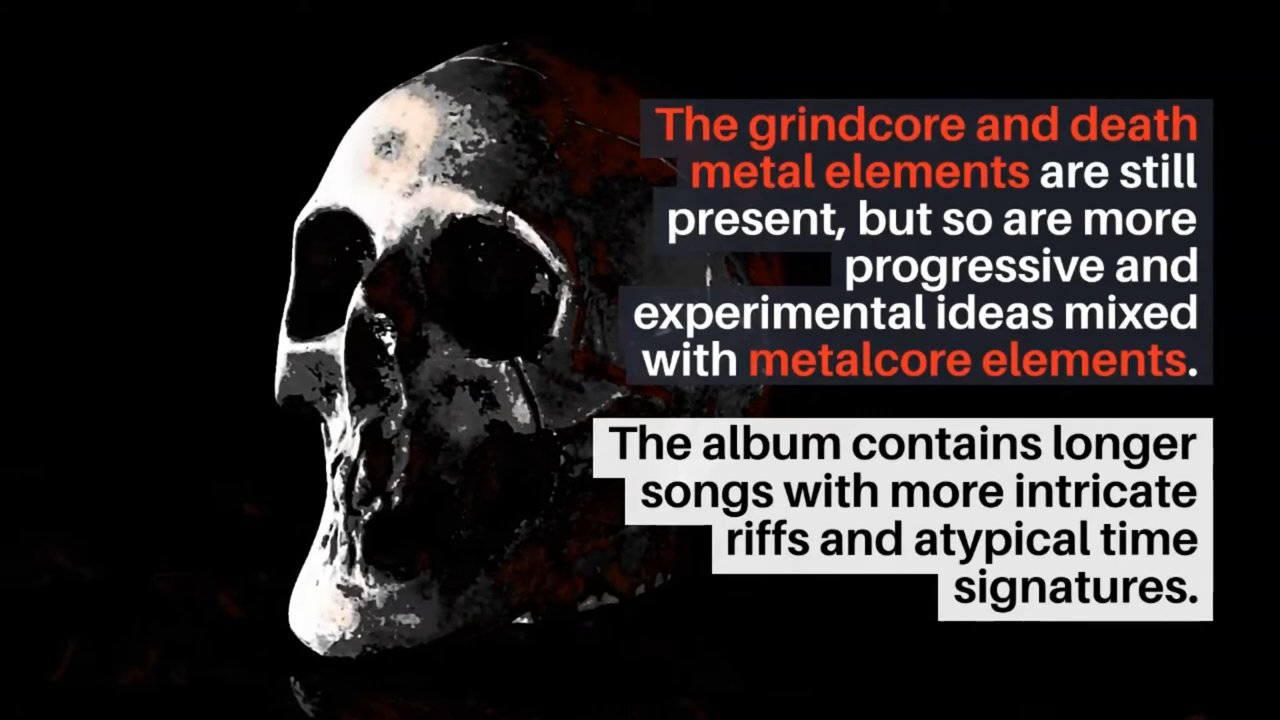 The grindcore and death
metal elements are still
present, but so are more
progressive and
experimental ideas mixed
with metalcore elements.
The album contains longer
songs with more intricate
riffs and atypical time
signatures.